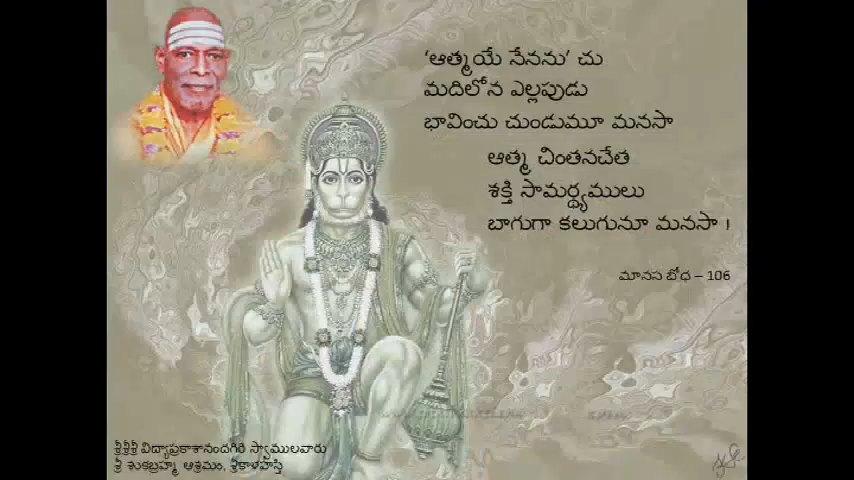 ‘ఆత్మయే సేనను’ చు
మదిలోన ఎల్లపుడు
భావించు చుండుమూ మనసా
ఆత్మ చింతనచేత
శక్తి సామర్థ్యములు
బాగుగా కలుగునూ మనసా ।
మానస బోధ – 106
శ్రీశ్రీశ్రీ విద్యాప్రకాశానందగిరి స్వాములవారు
శ్రీ శుకబ్రహ్మ ఆశ్రమం, శ్రీకాళహస్తి